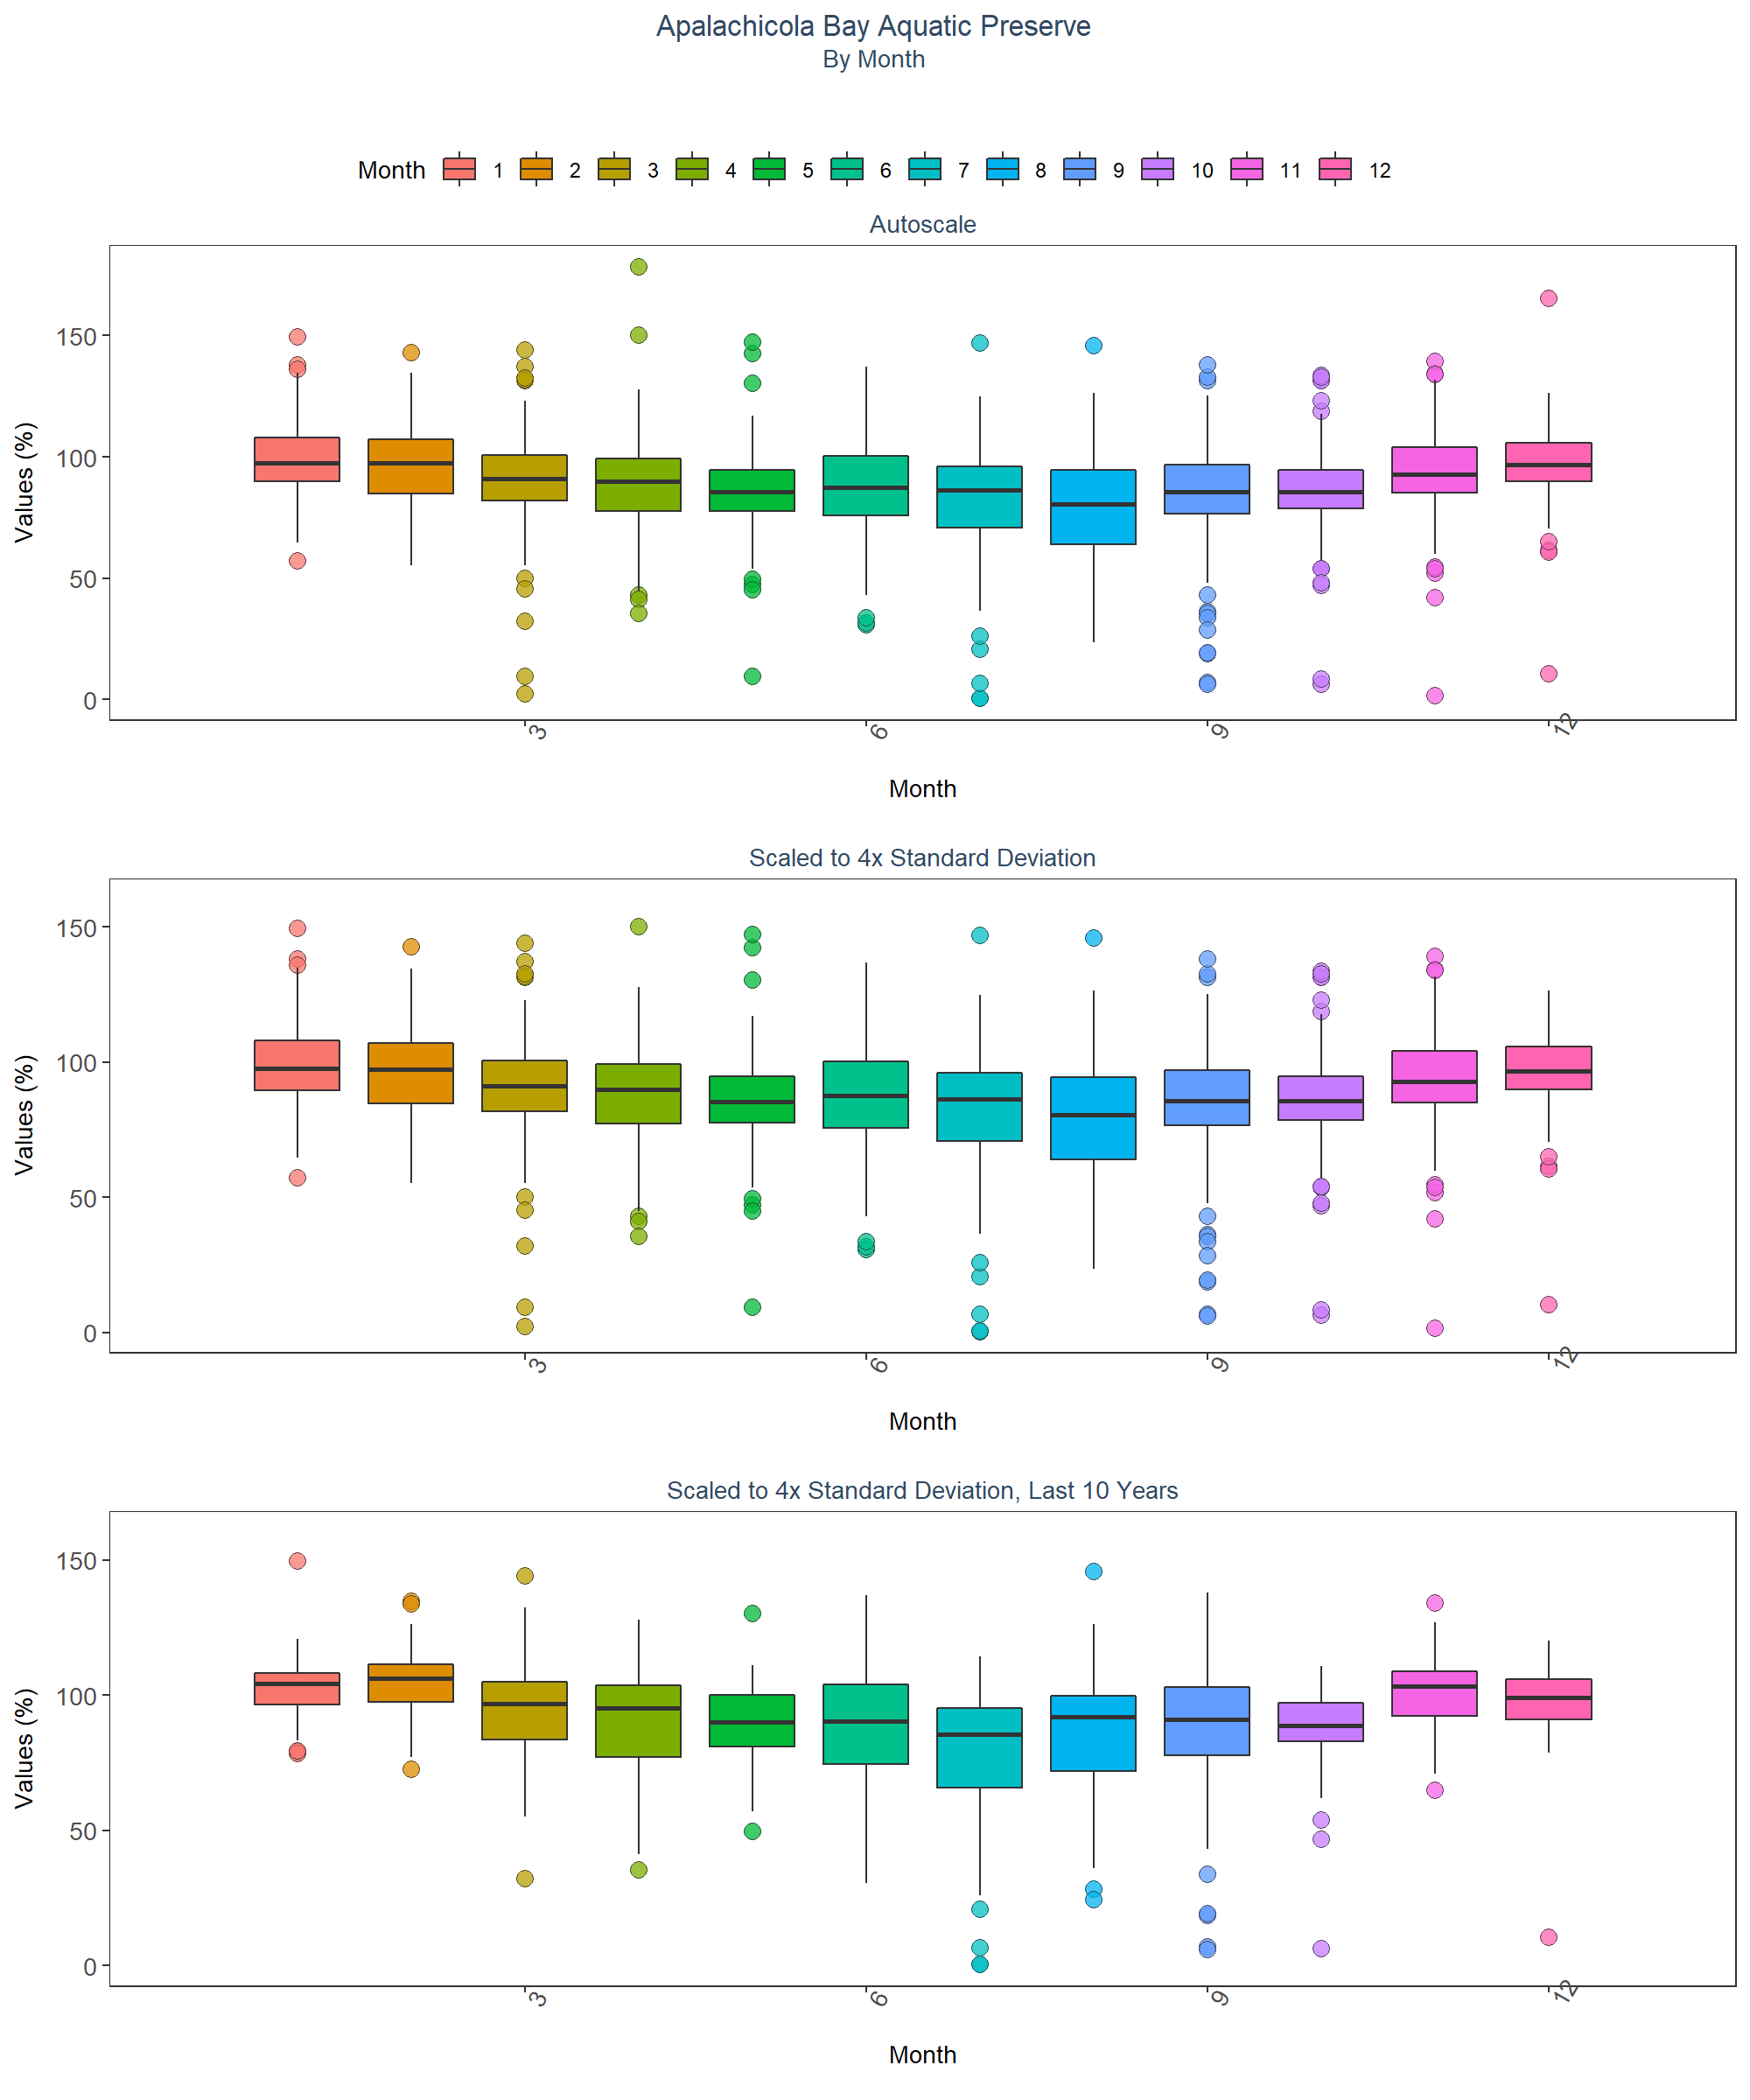 Apalachicola Bay Aquatic Preserve
By Month
Month 1 2 3 4 5 6 7 8 9 10 11 12
Autoscale
Values (%)
150
100
50
0
3 6 9 12
Month
Scaled to 4x Standard Deviation
Values (%)
150
100
50
0
3 6 9 12
Month
Scaled to 4x Standard Deviation, Last 10 Years
Values (%)
150
100
50
0
3 6 9 12
Month